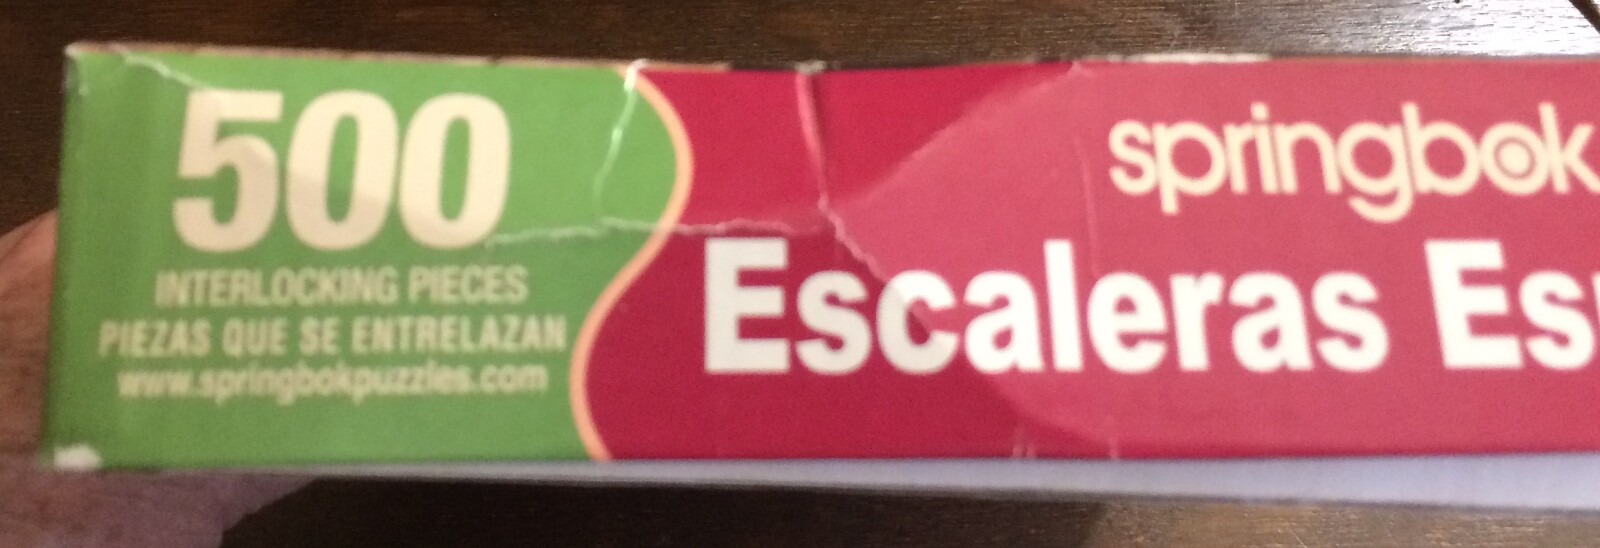 500
INTERLOCKING PIECES
PIEZAS QUE SE ENTRELAZAN
www.springbokpuzzles.com
springbok
Escaleras